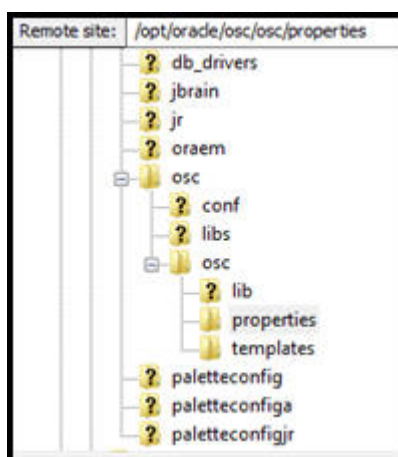 Remote site: /opt/oracle/osc/osc/properties
db_drivers
jbrain
jr
oraem
osc
conf
libs
osc
lib
properties
templates
paletteconfig
paletteconfiga
paletteconfigjr